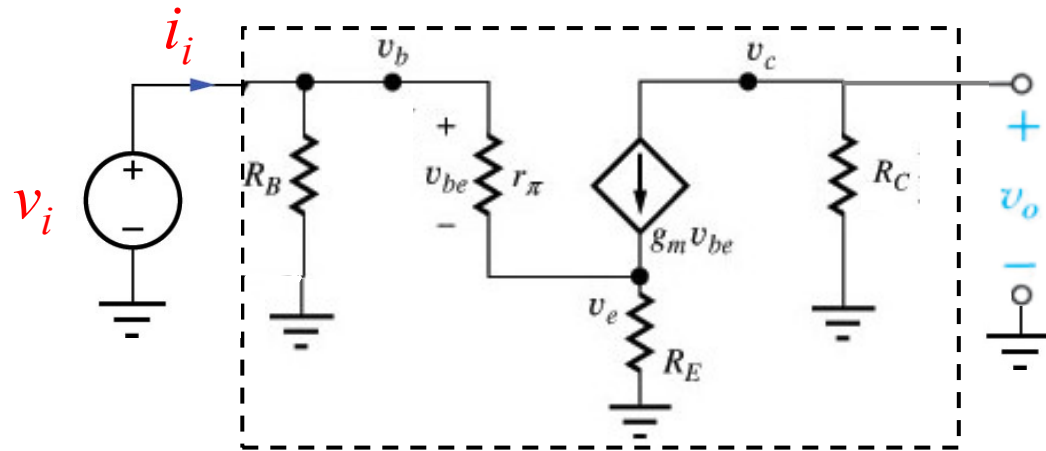 i_i
v_b
v_c
+
v_be
−
r_π
R_B
+
−
v_i
g_m v_be
R_C
+
v_o
−
v_e
R_E